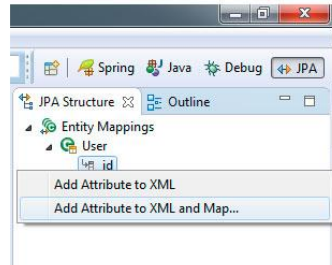 Spring Java Debug JPA
JPA Structure Outline
Entity Mappings
User
id
Add Attribute to XML
Add Attribute to XML and Map...